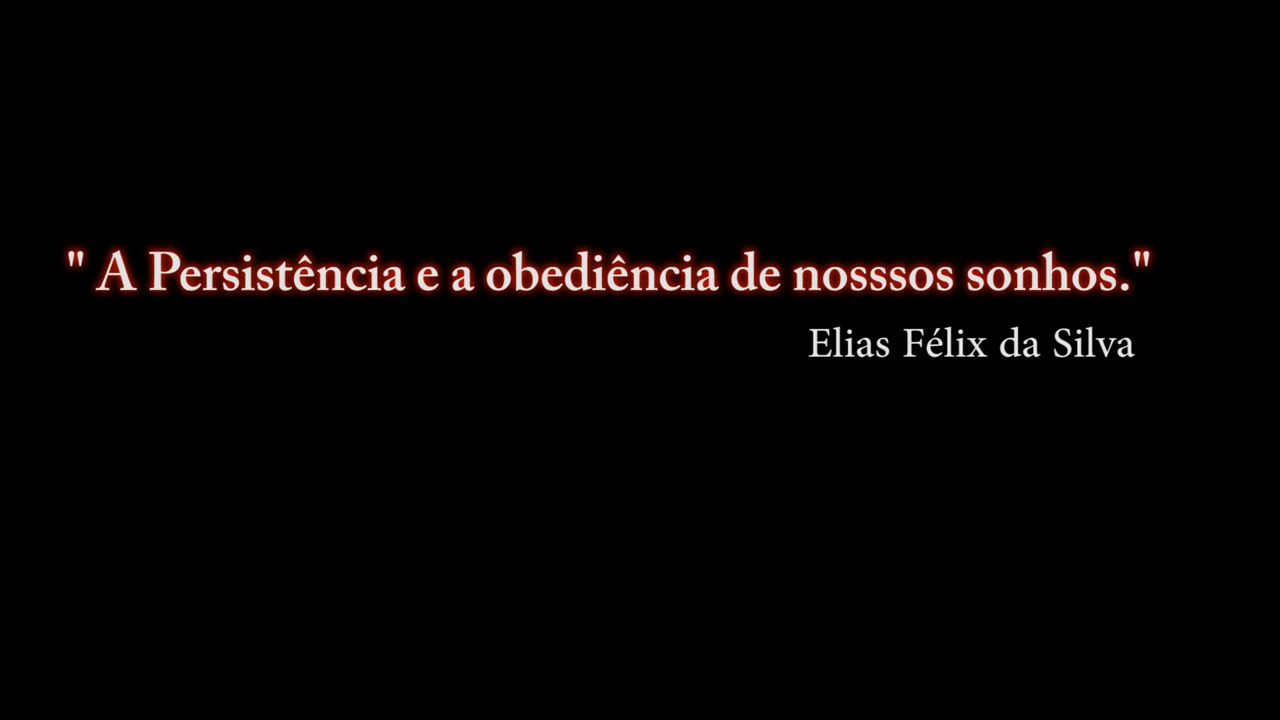 " A Persistência e a obediência de nosssos sonhos."
Elias Félix da Silva